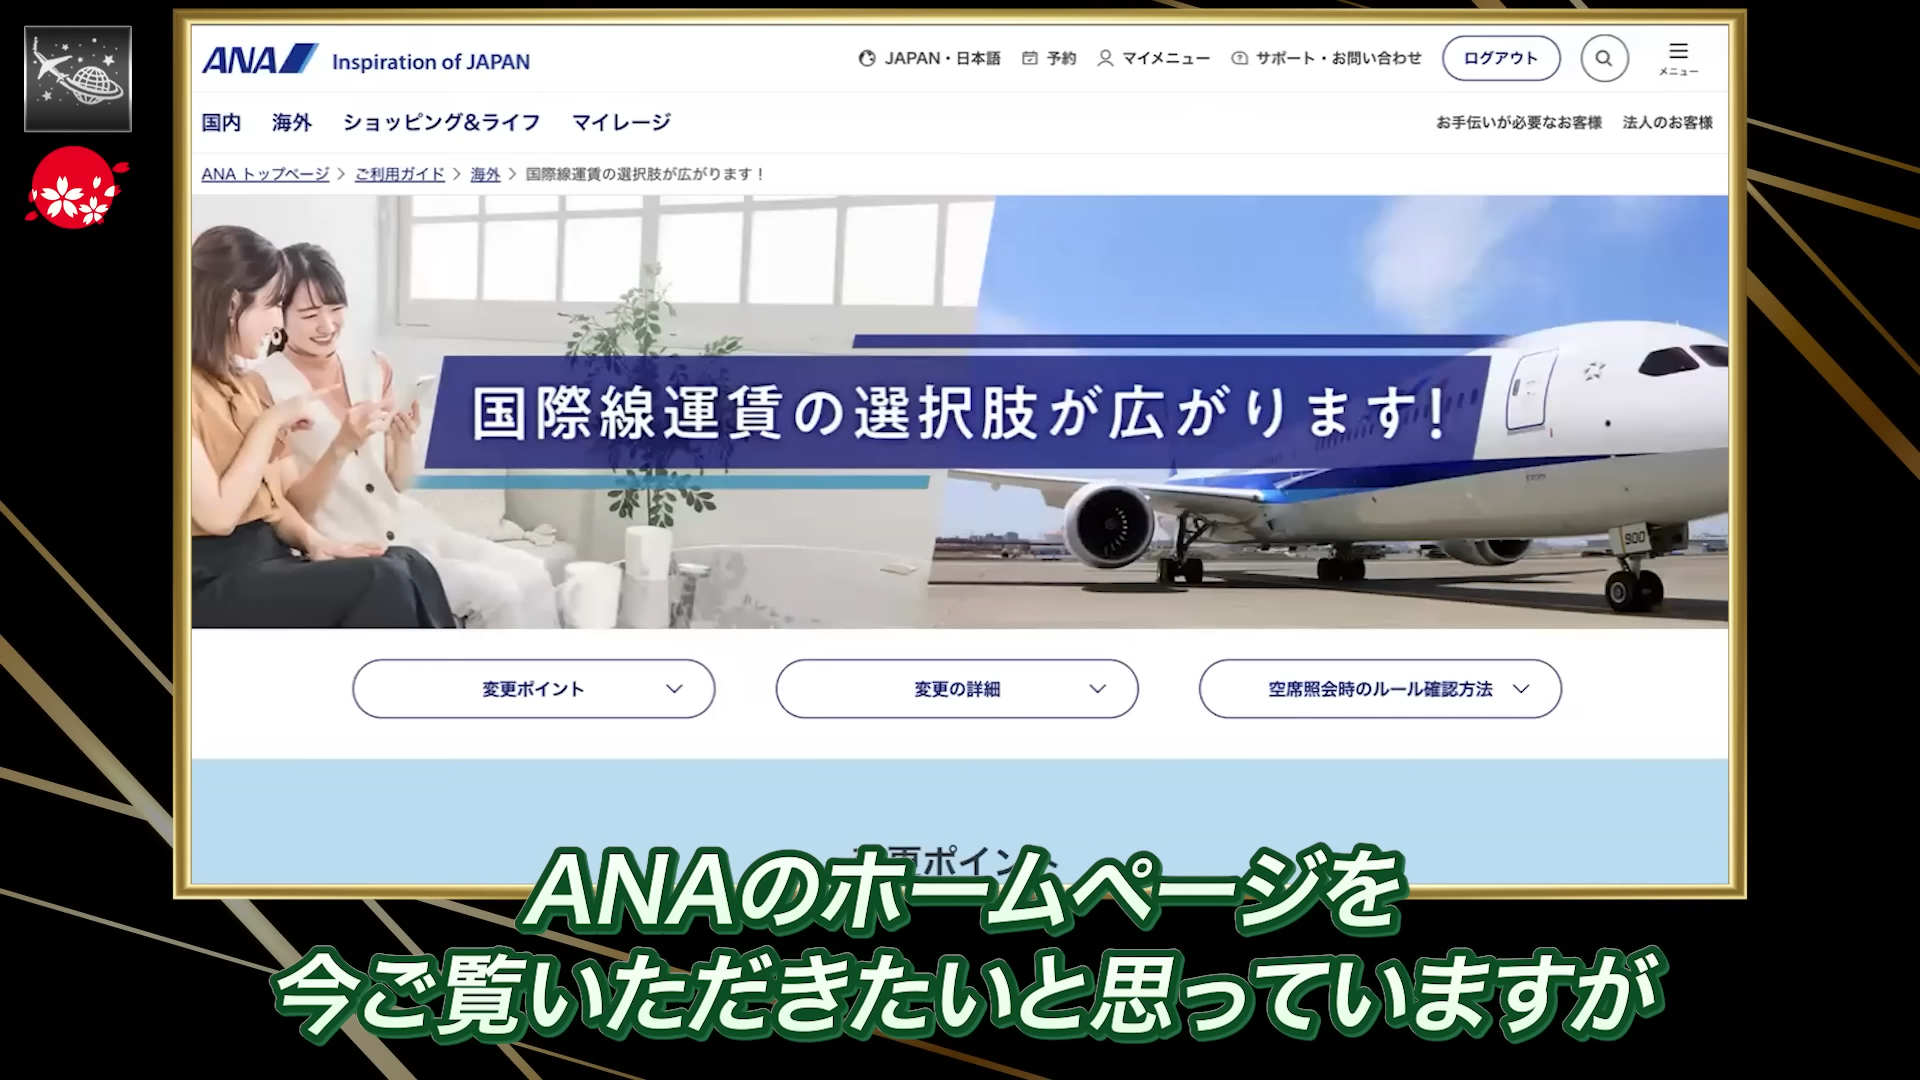 ANA Inspiration of JAPAN
JAPAN・日本語 予約 マイメニュー サポート・お問い合わせ ログアウト メニュー
国内 海外 ショッピング&ライフ マイレージ
お手伝いが必要なお客様 法人のお客様
ANA トップページ > ご利用ガイド > 海外 > 国際線運賃の選択肢が広がります！
国際線運賃の選択肢が広がります!
900
変更ポイント 変更の詳細 空席照会時のルール確認方法
更ポイント
ANAのホームページを
今ご覧いただきたいと思っていますが